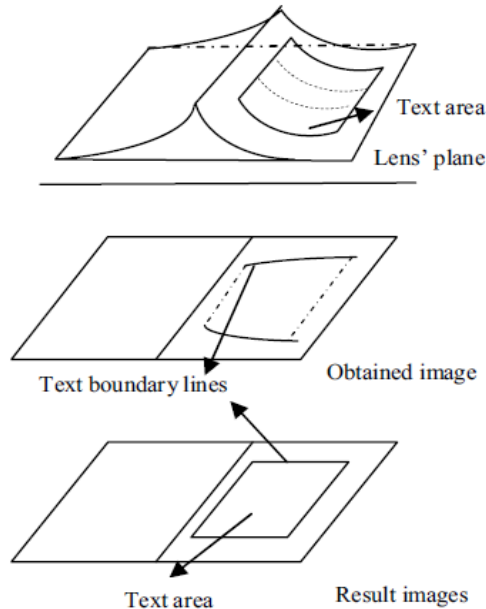 Text area
Lens' plane
Text boundary lines
Obtained image
Text area
Result images